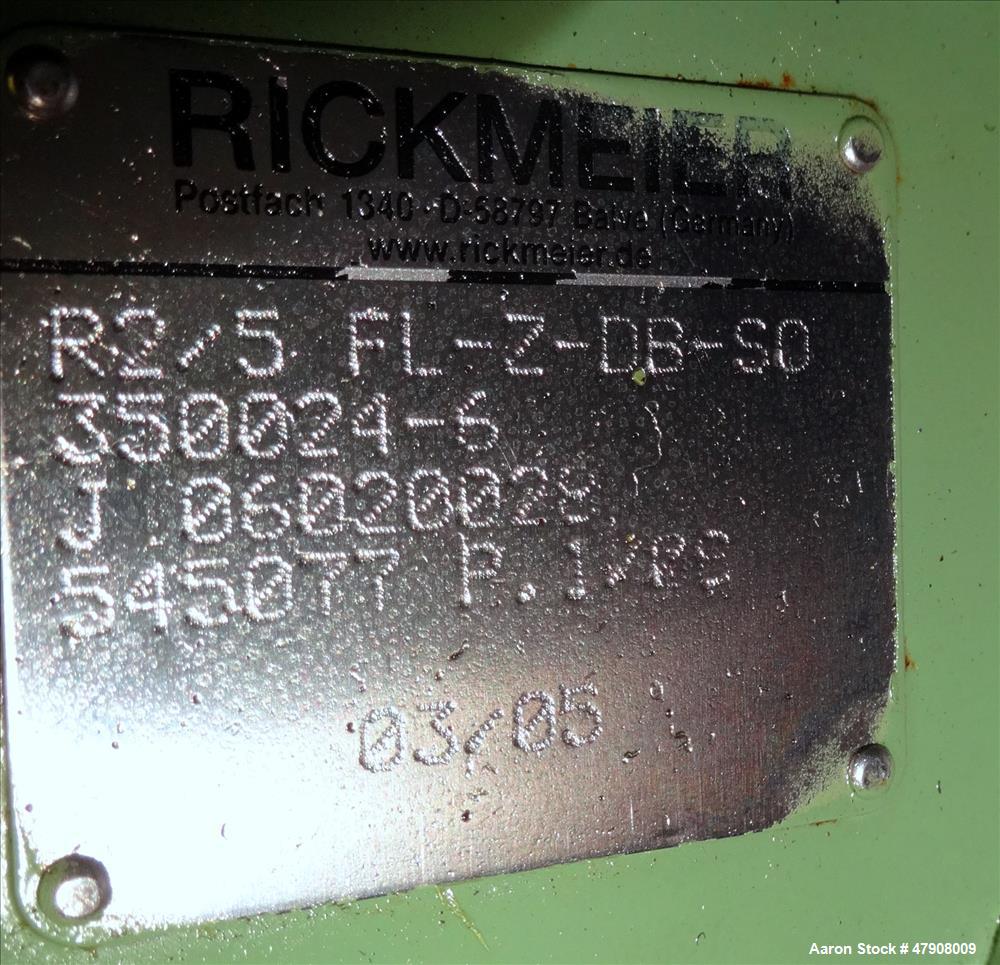 RICKMEIER
Postfach 1340 · D-58797 Balve (Germany)
www.rickmeier.de
R2/5 FL-Z-DB-SO
350024-6
J 06020028
545077 P.1/
03/05
Aaron Stock # 47908009